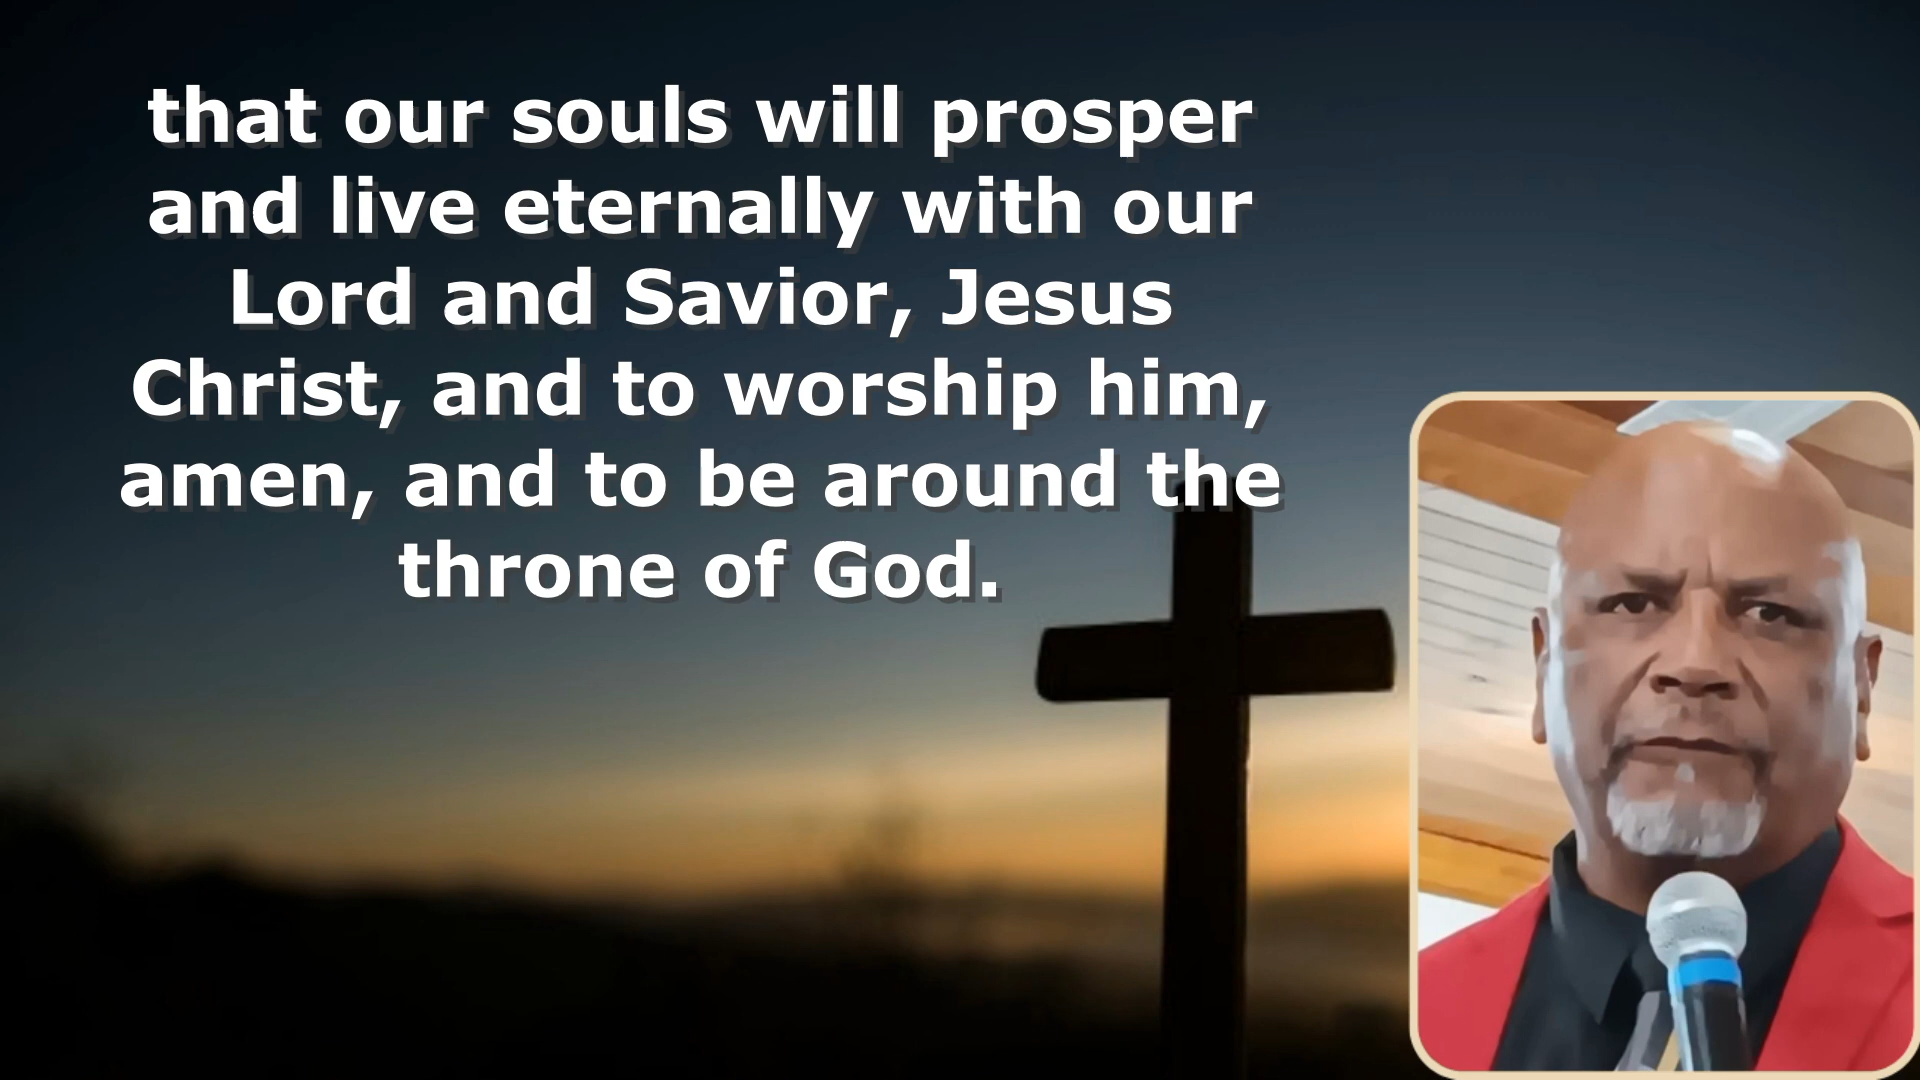 that our souls will prosper
and live eternally with our
Lord and Savior, Jesus
Christ, and to worship him,
amen, and to be around the
throne of God.